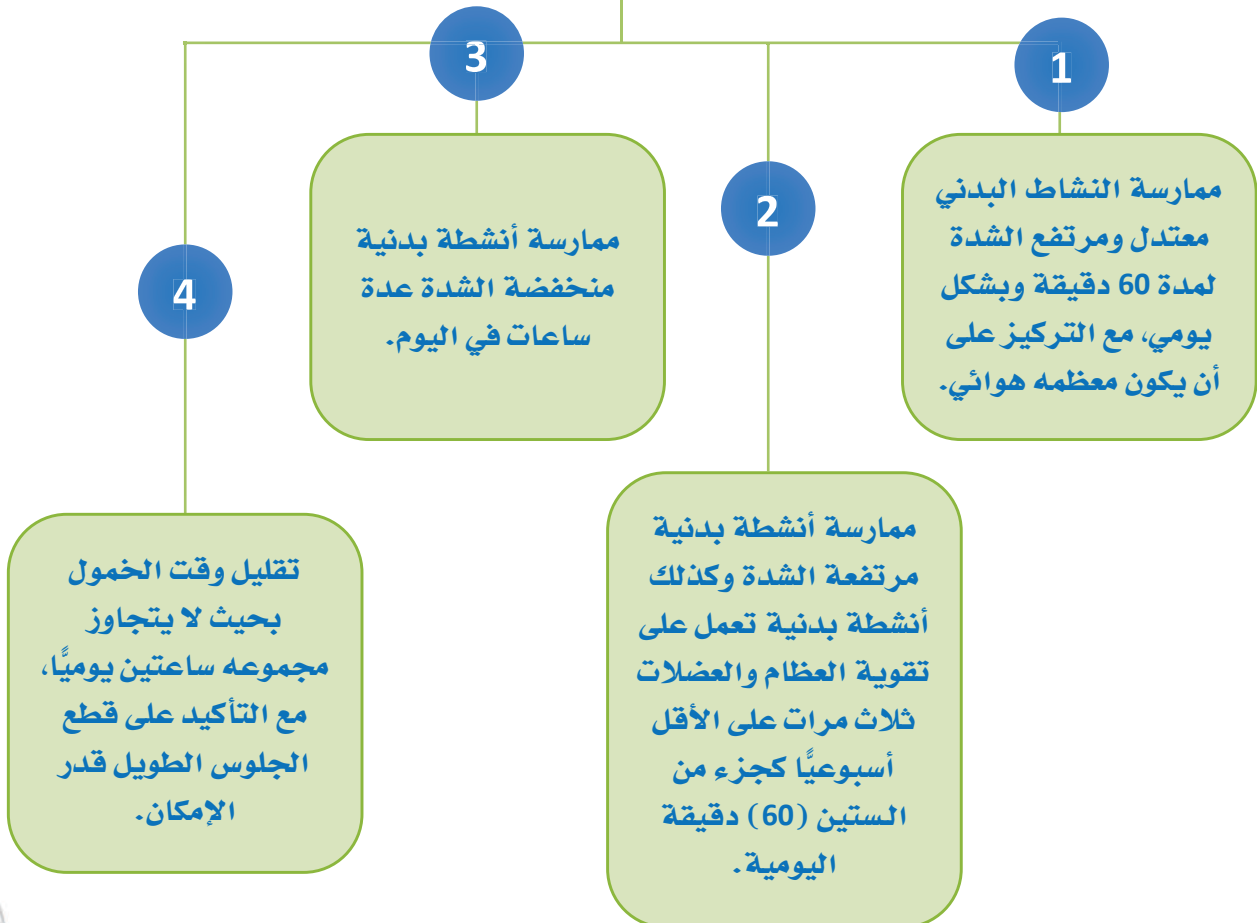 1
ممارسة النشاط البدني
معتدل ومرتفع الشدة
لمدة 60 دقيقة وبشكل
يومي، مع التركيز على
أن يكون معظمه هوائي.
2
ممارسة أنشطة بدنية
مرتفعة الشدة وكذلك
أنشطة بدنية تعمل على
تقوية العظام والعضلات
ثلاث مرات على الأقل
أسبوعيًّا كجزء من
الستين (60) دقيقة
اليومية.
3
ممارسة أنشطة بدنية
منخفضة الشدة عدة
ساعات في اليوم.
4
تقليل وقت الخمول
بحيث لا يتجاوز
مجموعه ساعتين يوميًّا،
مع التأكيد على قطع
الجلوس الطويل قدر
الإمكان.